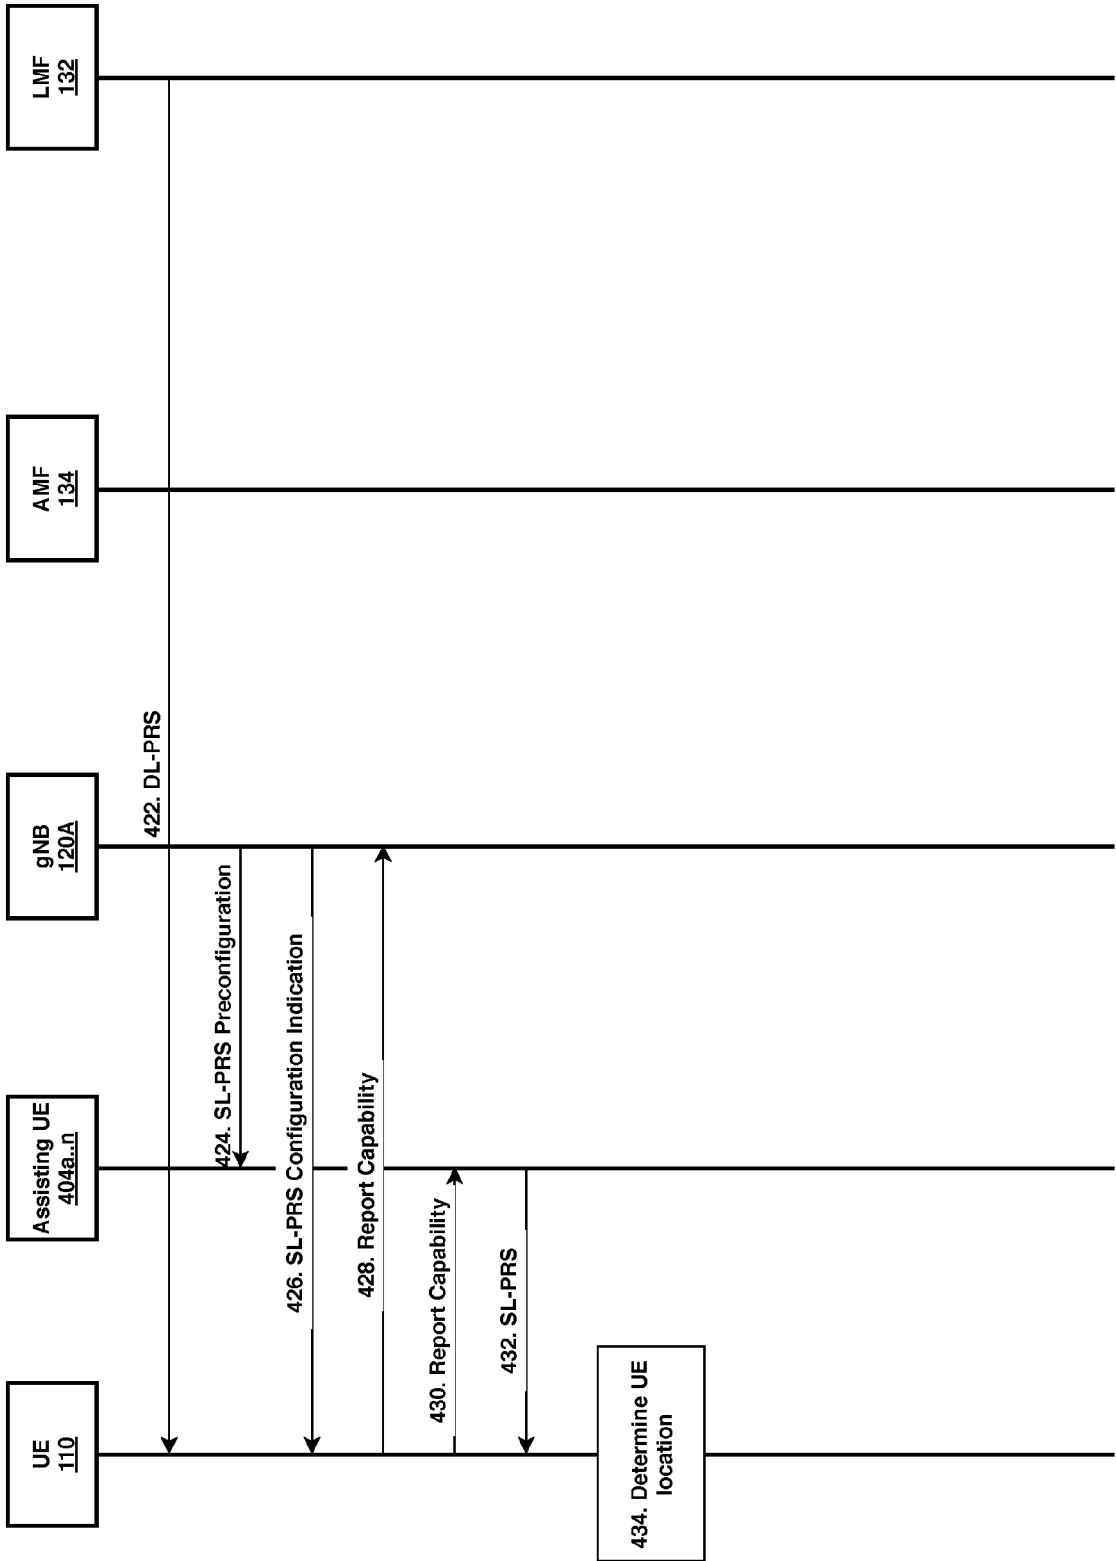 UE
110
Assisting UE
404a..n
gNB
120A
AMF
134
LMF
132
422. DL-PRS
424. SL-PRS Preconfiguration
426. SL-PRS Configuration Indication
428. Report Capability
430. Report Capability
432. SL-PRS
434. Determine UE
location